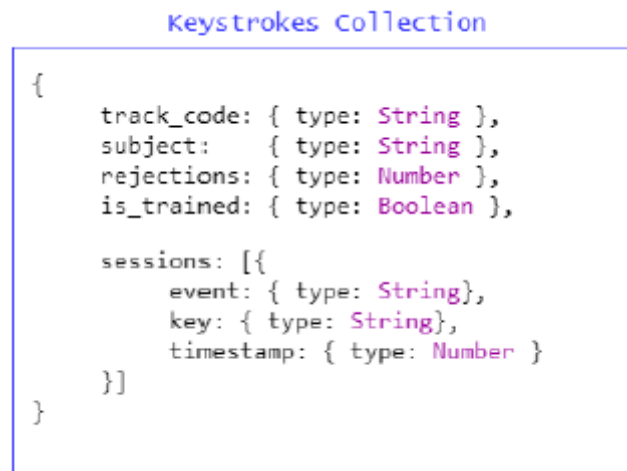 Keystrokes Collection
{
track_code: { type: String },
subject: { type: String },
rejections: { type: Number },
is_trained: { type: Boolean },
sessions: [{
event: { type: String},
key: { type: String},
timestamp: { type: Number }
}]
}